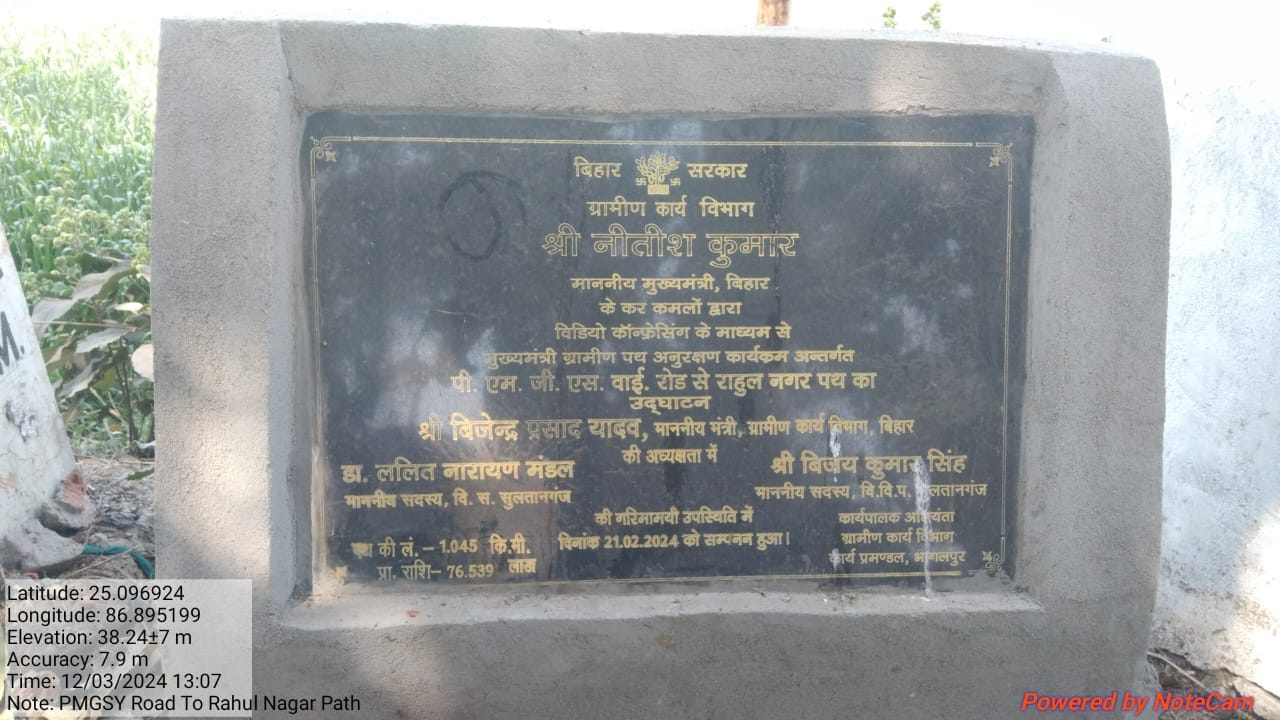 बिहार सरकार
ग्रामीण कार्य विभाग
श्री नीतीश कुमार
माननीय मुख्यमंत्री, बिहार
के कर कमलों द्वारा
विडियो कॉन्फ्रेसिंग के माध्यम से
मुख्यमंत्री ग्रामीण पथ अनुरक्षण कार्यक्रम अन्तर्गत
पी. एम. जी. एस. वाई. रोड से राहुल नगर पथ का
उद्घाटन
श्री बिजेन्द्र प्रसाद यादव, माननीय मंत्री, ग्रामीण कार्य विभाग, बिहार
की अध्यक्षता में
डा. ललित नारायण मंडल
माननीय सदस्य, वि. स. सुलतानगंज
श्री बिजय कुमार सिंह
माननीय सदस्य, वि.वि.प.
की गरिमामयी उपस्थिति में
दिनांक 21.02.2024 को सम्पनन हुआ।
पथ की लं.– 1.045 कि.मी.
प्रा. राशि– 76.539 लाख
कार्यपालक
ग्रामीण कार्य विभाग
कार्य प्रमण्डल, भागलपुर
M.
Latitude: 25.096924
Longitude: 86.895199
Elevation: 38.24±7 m
Accuracy: 7.9 m
Time: 12/03/2024 13:07
Note: PMGSY Road To Rahul Nagar Path
Powered by NoteCam